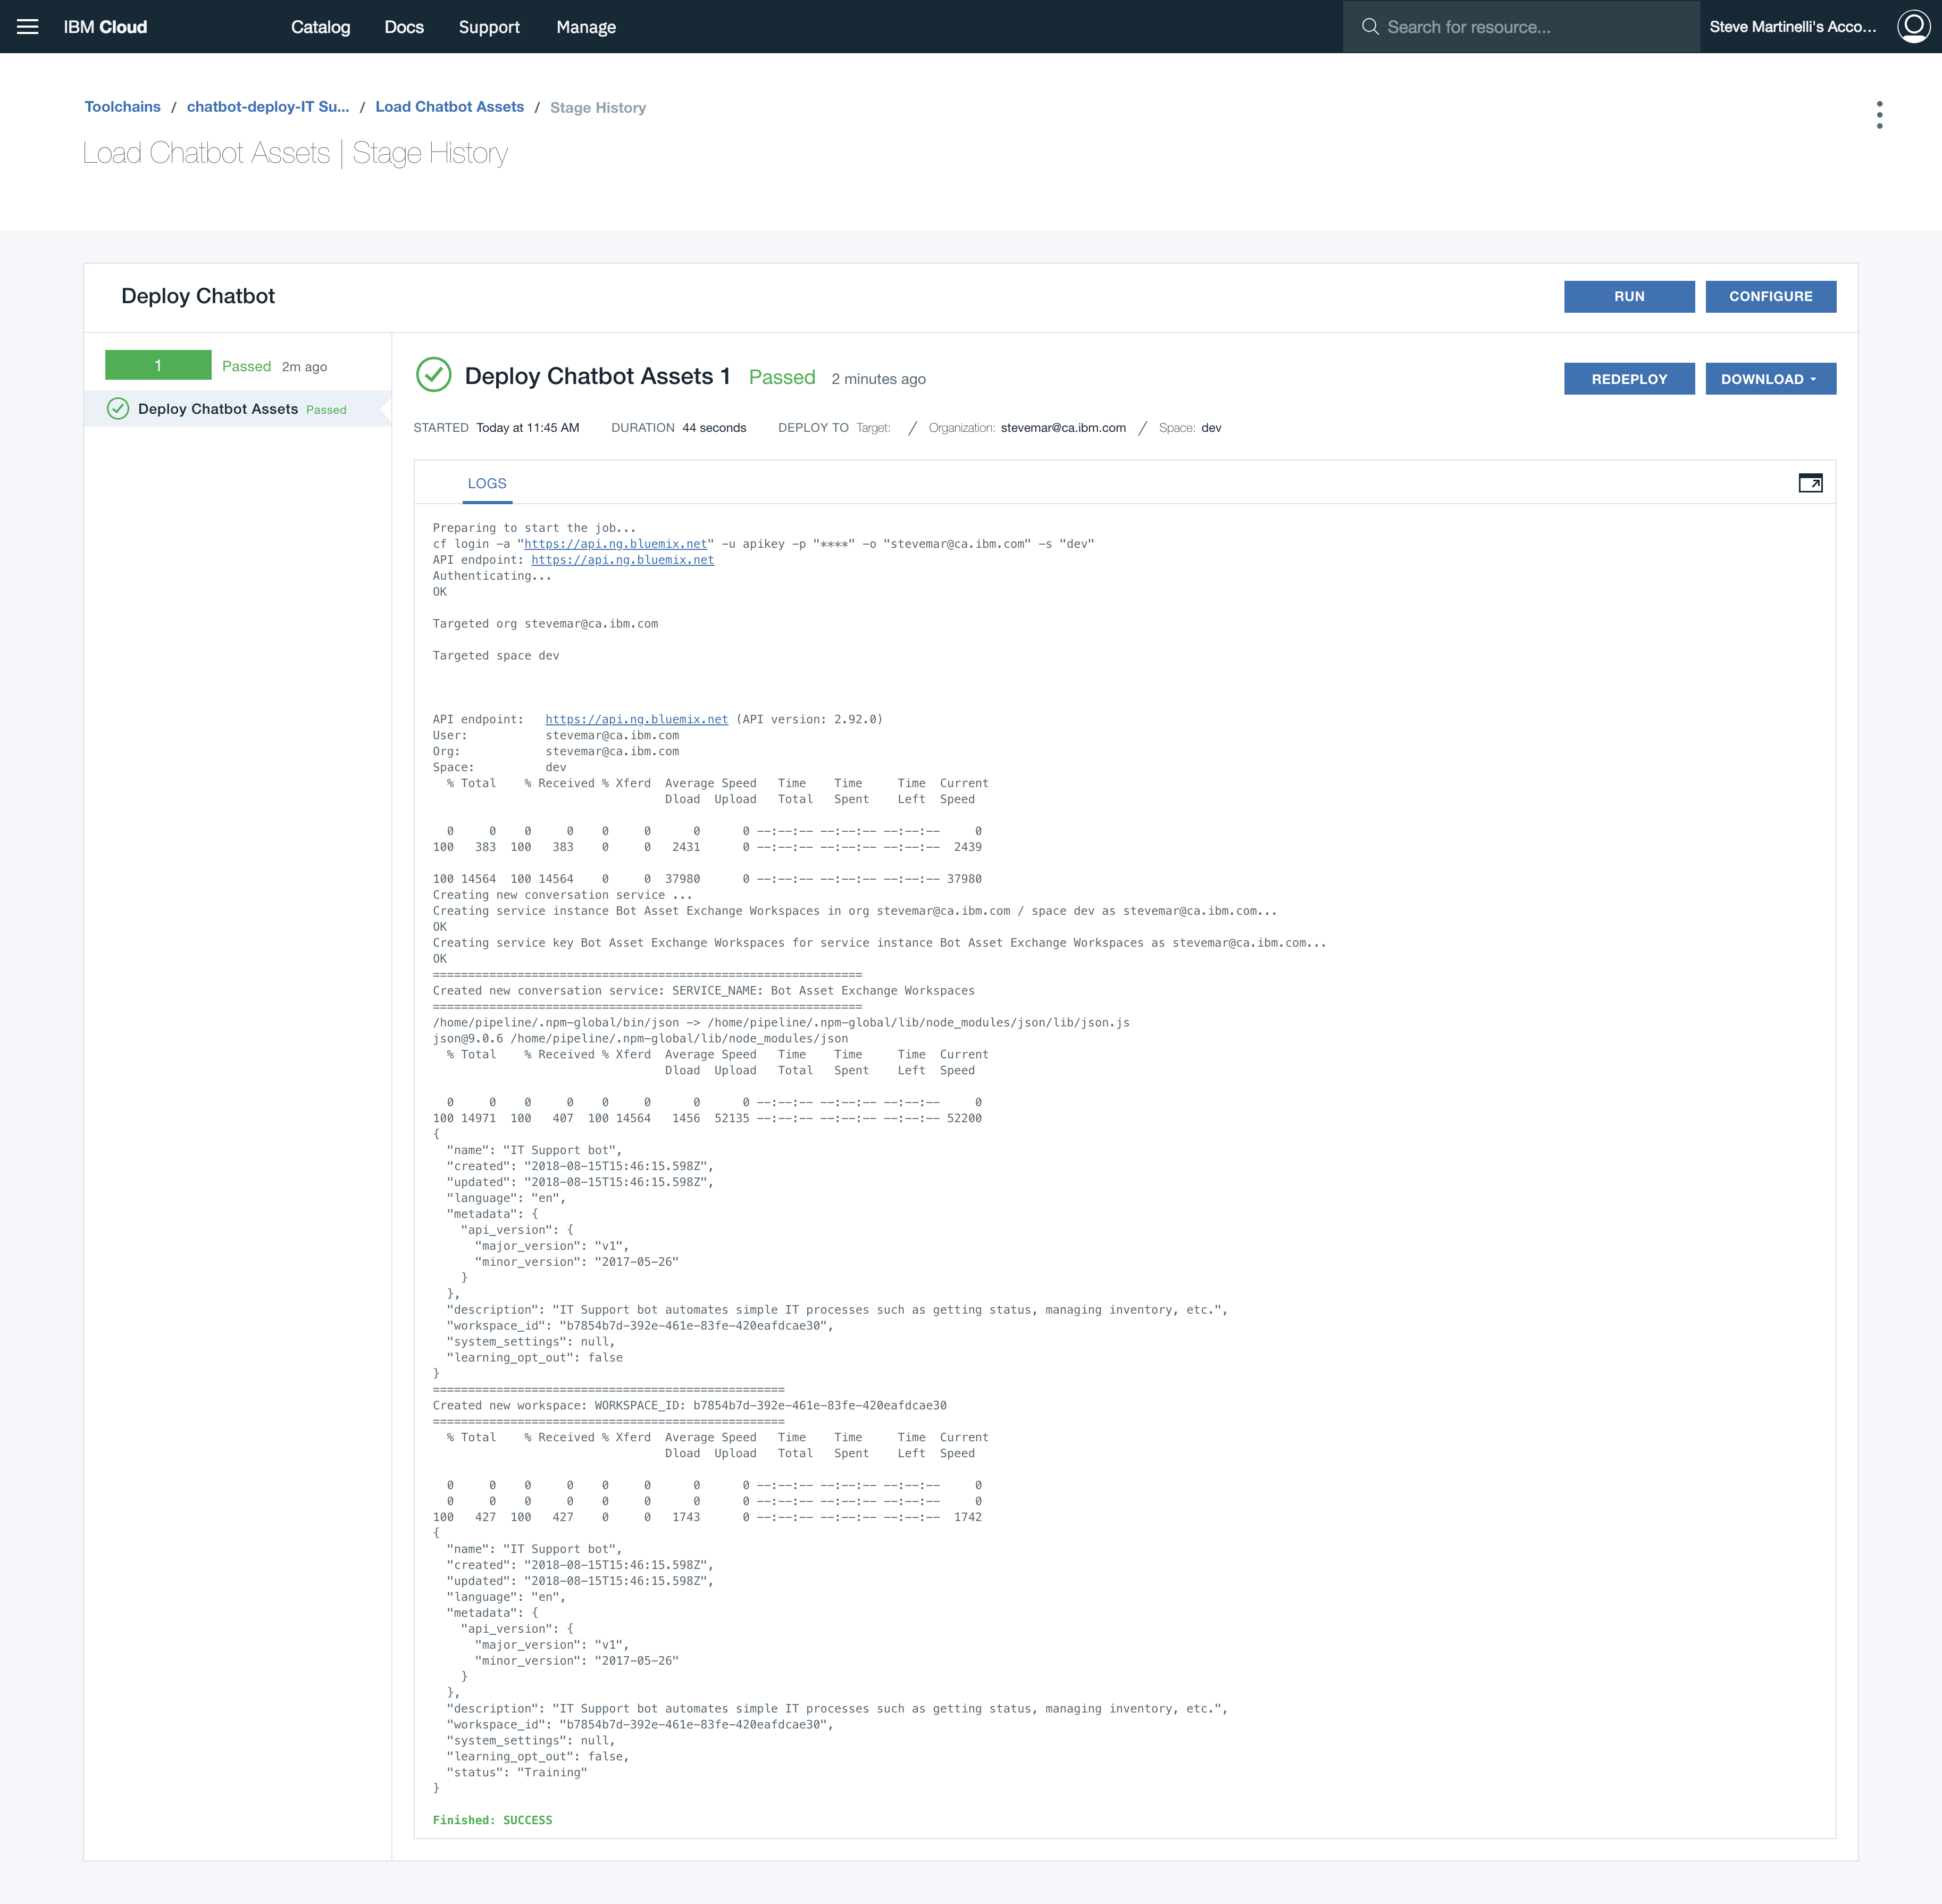 IBM Cloud Catalog Docs Support Manage Search for resource... Steve Martinelli's Acco...
Toolchains / chatbot-deploy-IT Su... / Load Chatbot Assets / Stage History
Load Chatbot Assets | Stage History
Deploy Chatbot RUN CONFIGURE
1 Passed 2m ago
Deploy Chatbot Assets Passed
Deploy Chatbot Assets 1 Passed 2 minutes ago REDEPLOY DOWNLOAD
STARTED Today at 11:45 AM DURATION 44 seconds DEPLOY TO Target: / Organization: stevemar@ca.ibm.com / Space: dev
LOGS
Preparing to start the job...
cf login -a "https://api.ng.bluemix.net" -u apikey -p "****" -o "stevemar@ca.ibm.com" -s "dev"
API endpoint: https://api.ng.bluemix.net
Authenticating...
OK
Targeted org stevemar@ca.ibm.com
Targeted space dev
API endpoint:   https://api.ng.bluemix.net (API version: 2.92.0)
User:           stevemar@ca.ibm.com
Org:            stevemar@ca.ibm.com
Space:          dev
  % Total    % Received % Xferd  Average Speed   Time    Time     Time  Current
                                 Dload  Upload   Total   Spent    Left  Speed
  0     0    0     0    0     0      0      0 --:--:-- --:--:-- --:--:--     0
100   383  100   383    0     0   2431      0 --:--:-- --:--:-- --:--:--  2439
100 14564  100 14564    0     0  37980      0 --:--:-- --:--:-- --:--:-- 37980
Creating new conversation service ...
Creating service instance Bot Asset Exchange Workspaces in org stevemar@ca.ibm.com / space dev as stevemar@ca.ibm.com...
OK
Creating service key Bot Asset Exchange Workspaces for service instance Bot Asset Exchange Workspaces as stevemar@ca.ibm.com...
OK
=============================================================
Created new conversation service: SERVICE_NAME: Bot Asset Exchange Workspaces
=============================================================
/home/pipeline/.npm-global/bin/json -> /home/pipeline/.npm-global/lib/node_modules/json/lib/json.js
json@9.0.6 /home/pipeline/.npm-global/lib/node_modules/json
  % Total    % Received % Xferd  Average Speed   Time    Time     Time  Current
                                 Dload  Upload   Total   Spent    Left  Speed
  0     0    0     0    0     0      0      0 --:--:-- --:--:-- --:--:--     0
100 14971  100   407  100 14564   1456  52135 --:--:-- --:--:-- --:--:-- 52200
{
  "name": "IT Support bot",
  "created": "2018-08-15T15:46:15.598Z",
  "updated": "2018-08-15T15:46:15.598Z",
  "language": "en",
  "metadata": {
    "api_version": {
      "major_version": "v1",
      "minor_version": "2017-05-26"
    }
  },
  "description": "IT Support bot automates simple IT processes such as getting status, managing inventory, etc.",
  "workspace_id": "b7854b7d-392e-461e-83fe-420eafdcae30",
  "system_settings": null,
  "learning_opt_out": false
}
==================================================
Created new workspace: WORKSPACE_ID: b7854b7d-392e-461e-83fe-420eafdcae30
==================================================
  % Total    % Received % Xferd  Average Speed   Time    Time     Time  Current
                                 Dload  Upload   Total   Spent    Left  Speed
  0     0    0     0    0     0      0      0 --:--:-- --:--:-- --:--:--     0
  0     0    0     0    0     0      0      0 --:--:-- --:--:-- --:--:--     0
100   427  100   427    0     0   1743      0 --:--:-- --:--:-- --:--:--  1742
{
  "name": "IT Support bot",
  "created": "2018-08-15T15:46:15.598Z",
  "updated": "2018-08-15T15:46:15.598Z",
  "language": "en",
  "metadata": {
    "api_version": {
      "major_version": "v1",
      "minor_version": "2017-05-26"
    }
  },
  "description": "IT Support bot automates simple IT processes such as getting status, managing inventory, etc.",
  "workspace_id": "b7854b7d-392e-461e-83fe-420eafdcae30",
  "system_settings": null,
  "learning_opt_out": false,
  "status": "Training"
}
Finished: SUCCESS